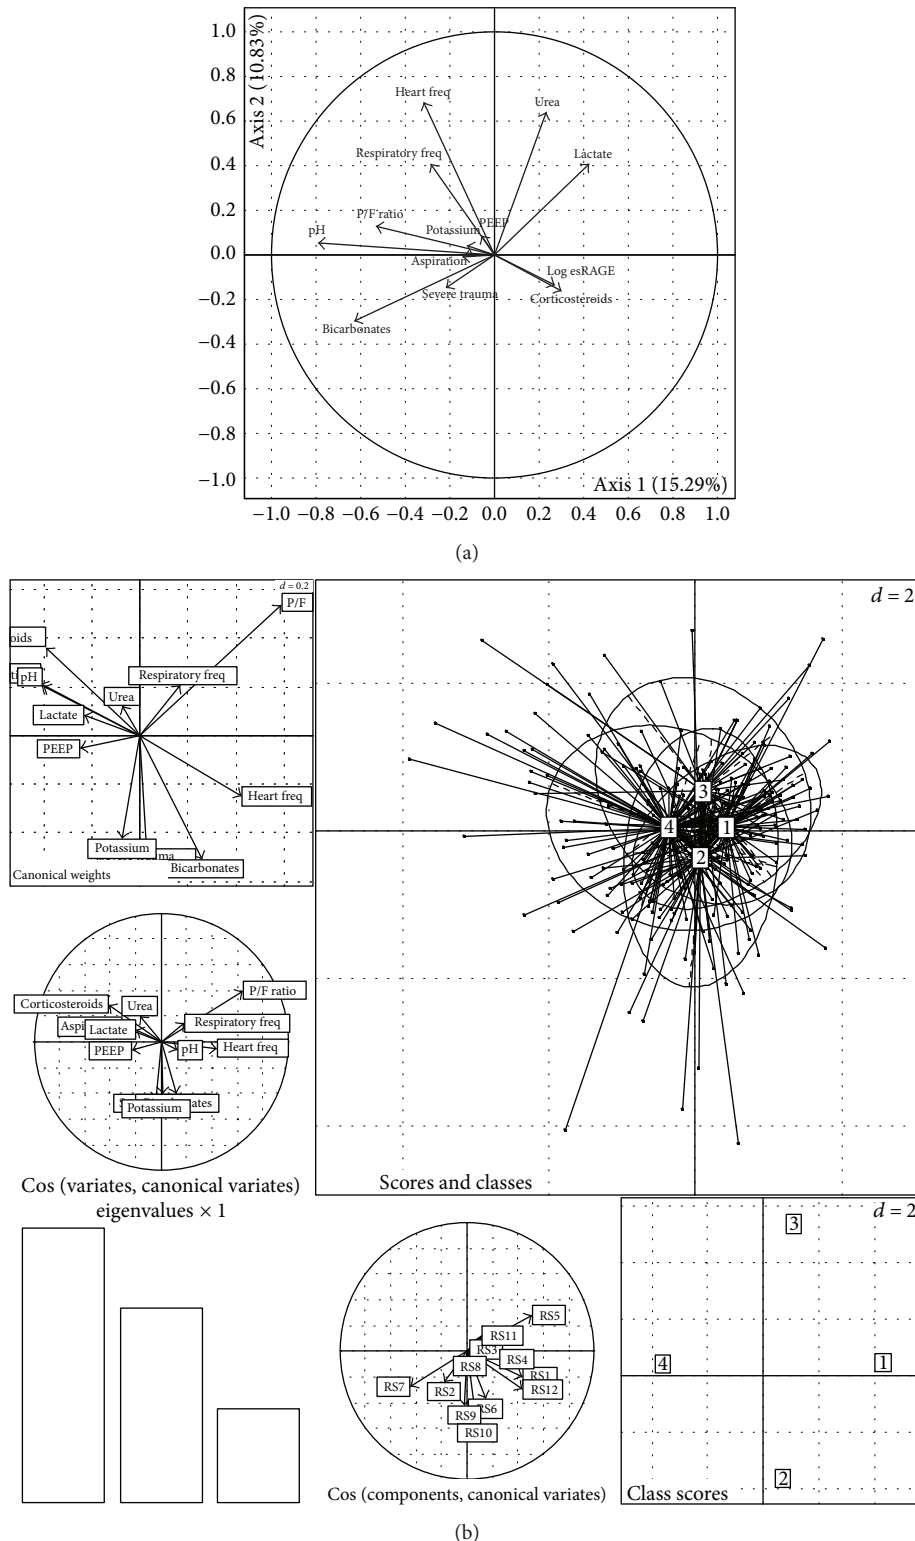 1.0
0.8
0.6
0.4
0.2
0.0
−0.2
−0.4
−0.6
−0.8
−1.0
Axis 2 (10.83%)
Heart freq
Urea
Respiratory freq
Lactate
P/F ratio
PEEP
pH
Potassium
Aspiration
Log esRAGE
Severe trauma
Corticosteroids
Bicarbonates
Axis 1 (15.29%)
−1.0 −0.8 −0.6 −0.4 −0.2 0.0 0.2 0.4 0.6 0.8 1.0
(a)
d = 0.2
P/F
oids
pH
Respiratory freq
Urea
Lactate
PEEP
Heart freq
Potassium
ma
Bicarbonates
Canonical weights
d = 2
3
4
1
2
Scores and classes
P/F ratio
Corticosteroids
Urea
Aspi
Lactate
Respiratory freq
PEEP
pH
Heart freq
Potassium
ates
Cos (variates, canonical variates)
eigenvalues × 1
RS5
RS11
RS3
RS4
RS8
RS1
RS7
RS2
RS12
RS6
RS9
RS10
Cos (components, canonical variates)
d = 2
3
4
1
2
Class scores
(b)